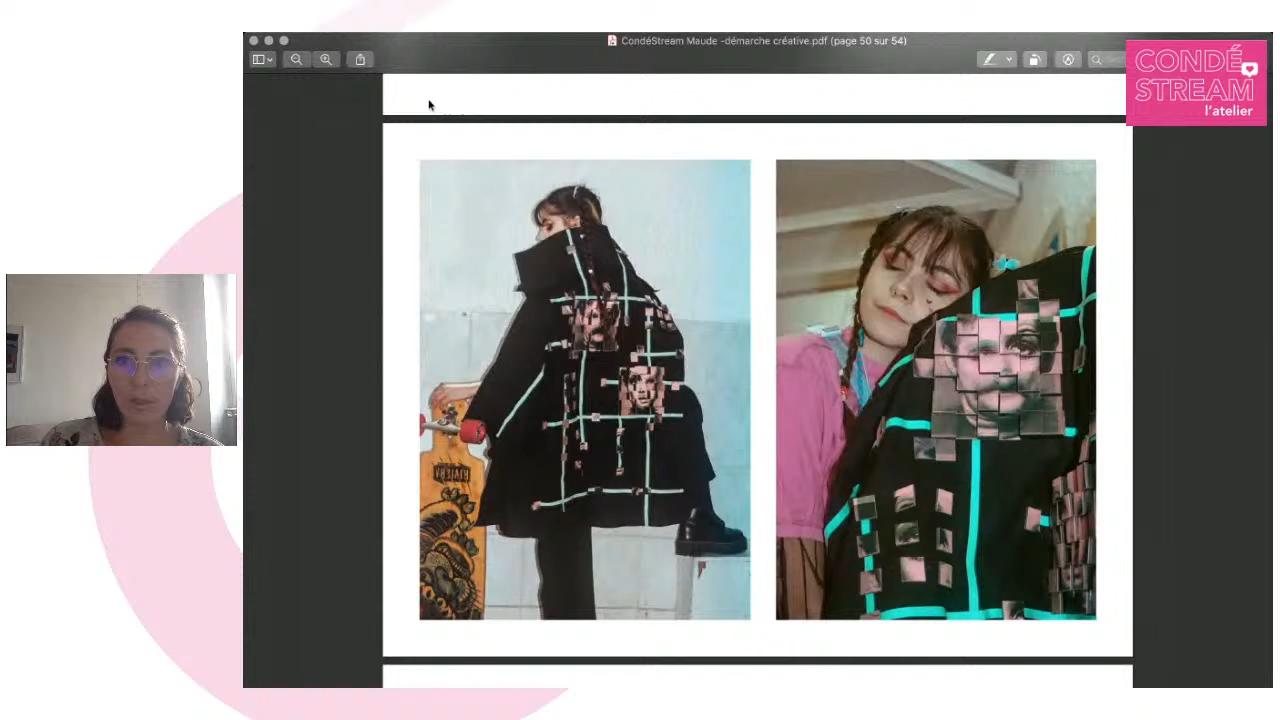 CondéStream Maude -démarche créative.pdf (page 50 sur 54)
CONDÉ
STREAM
l'atelier